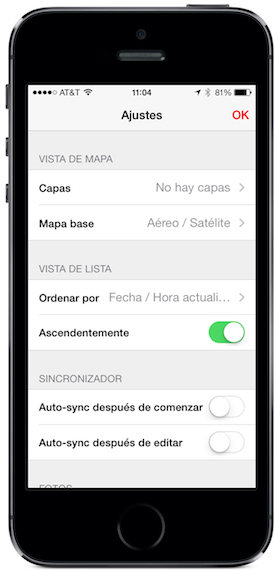 AT&T 11:04 81%
Ajustes OK
VISTA DE MAPA
Capas No hay capas
Mapa base Aéreo / Satélite
VISTA DE LISTA
Ordenar por Fecha / Hora actuali...
Ascendentemente
SINCRONIZADOR
Auto-sync después de comenzar
Auto-sync después de editar
FOTOS